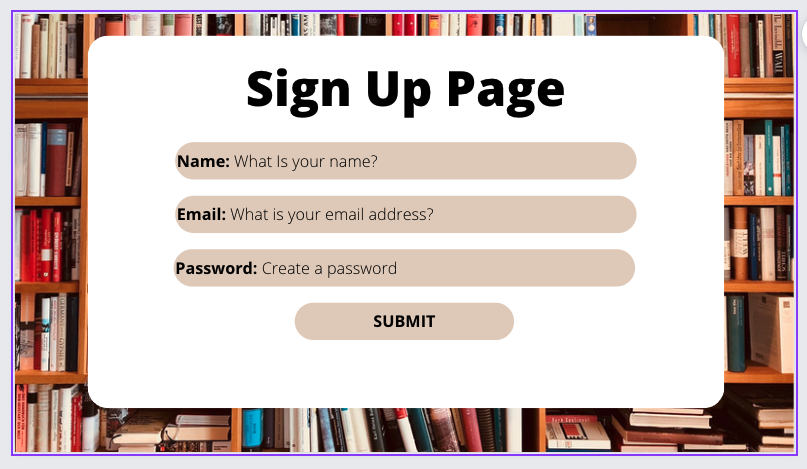 Sign Up Page
Name: What Is your name?
Email: What is your email address?
Password: Create a password
SUBMIT